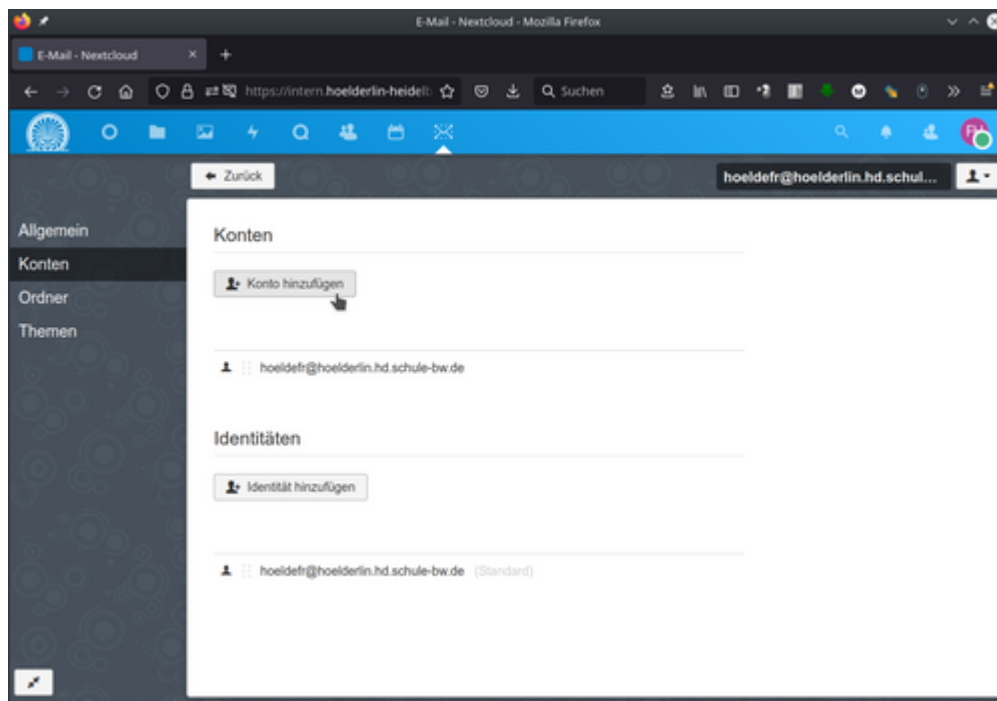 E-Mail - Nextcloud - Mozilla Firefox
E-Mail - Nextcloud
https://intern.hoelderlin-heidelb
Suchen
Zurück
hoeldefr@hoelderlin.hd.schul...
Allgemein
Konten
Ordner
Themen
Konten
Konto hinzufügen
hoeldefr@hoelderlin.hd.schule-bw.de
Identitäten
Identität hinzufügen
hoeldefr@hoelderlin.hd.schule-bw.de (Standard)